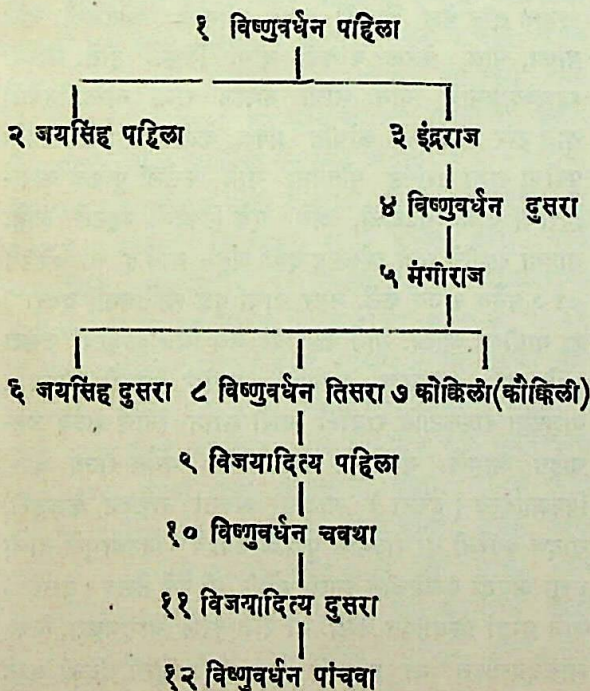 १ विष्णुवर्धन पहिला
२ जयसिंह पहिला ३ इंद्रराज
४ विष्णुवर्धन दुसरा
५ मंगोराज
६ जयसिंह दुसरा ८ विष्णुवर्धन तिसरा ७ कोक्किली(कौक्किली)
९ विजयादित्य पहिला
१० विष्णुवर्धन चवथा
११ विजयादित्य दुसरा
१२ विष्णुवर्धन पांचवा